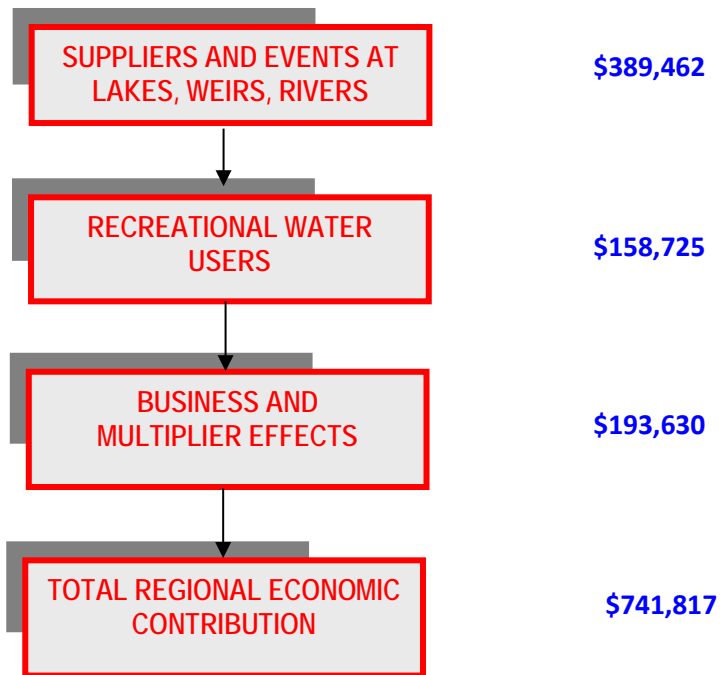 SUPPLIERS AND EVENTS AT
LAKES, WEIRS, RIVERS
$389,462
RECREATIONAL WATER
USERS
$158,725
BUSINESS AND
MULTIPLIER EFFECTS
$193,630
TOTAL REGIONAL ECONOMIC
CONTRIBUTION
$741,817